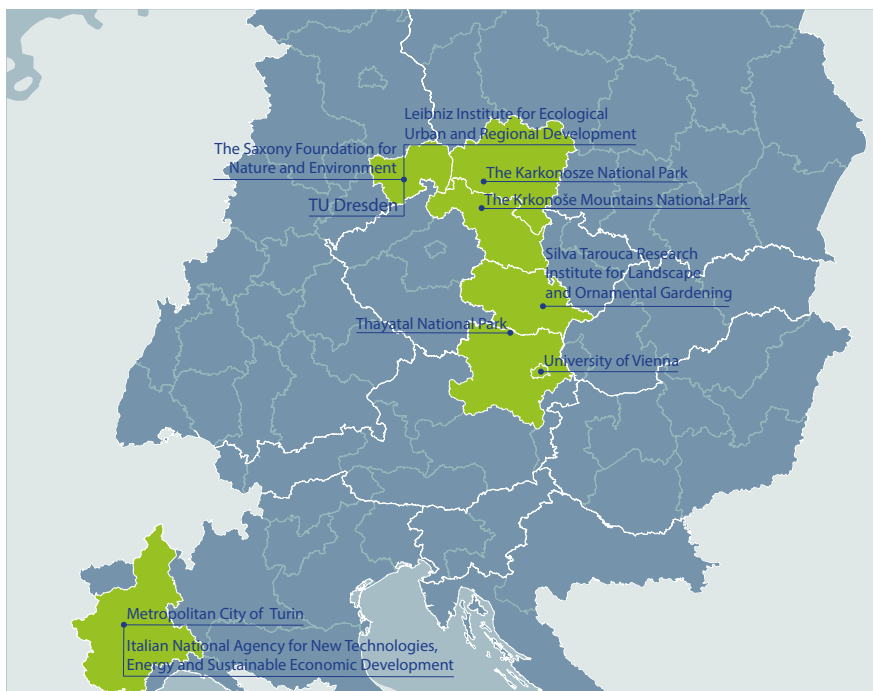 Leibniz Institute for Ecological
Urban and Regional Development
The Saxony Foundation for
Nature and Environment
TU Dresden
The Karkonosze National Park
The Krkonoše Mountains National Park
Silva Tarouca Research
Institute for Landscape
and Ornamental Gardening
Thayatal National Park
University of Vienna
Metropolitan City of Turin
Italian National Agency for New Technologies,
Energy and Sustainable Economic Development